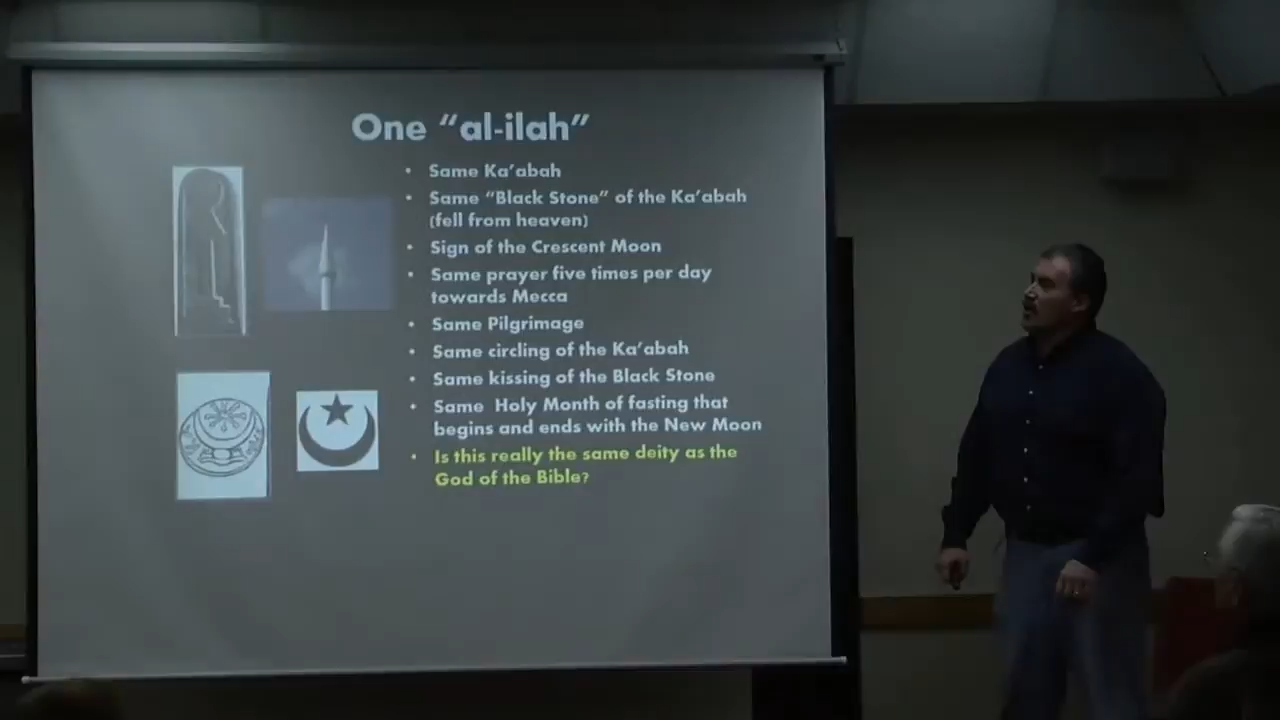 One “al-ilah”
• Same Ka’abah
• Same “Black Stone” of the Ka’abah
(fell from heaven)
• Sign of the Crescent Moon
• Same prayer five times per day
towards Mecca
• Same Pilgrimage
• Same circling of the Ka’abah
• Same kissing of the Black Stone
• Same Holy Month of fasting that
begins and ends with the New Moon
• Is this really the same deity as the
God of the Bible?